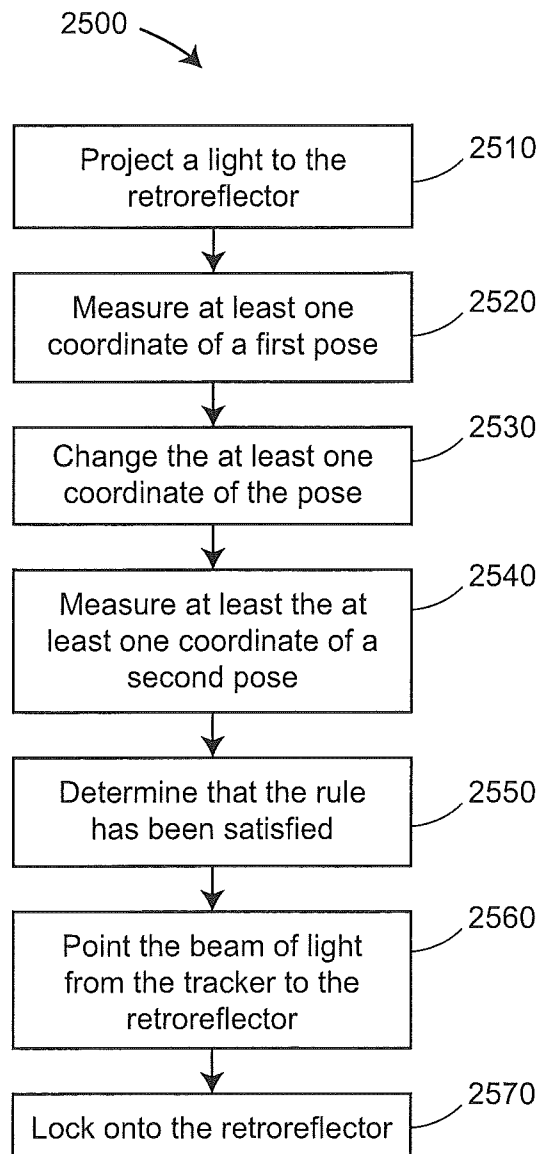 2500
Project a light to the
retroreflector
2510
Measure at least one
coordinate of a first pose
2520
Change the at least one
coordinate of the pose
2530
Measure at least the at
least one coordinate of a
second pose
2540
Determine that the rule
has been satisfied
2550
Point the beam of light
from the tracker to the
retroreflector
2560
Lock onto the retroreflector
2570